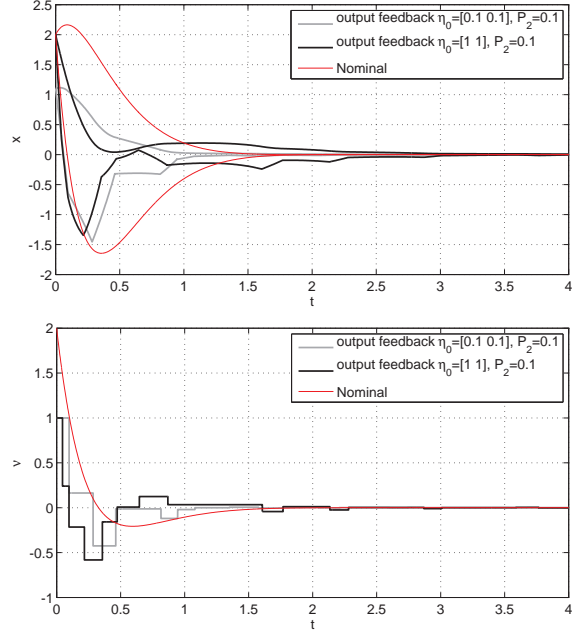 2.5
2
1.5
1
0.5
0
-0.5
-1
-1.5
-2
x
output feedback η0=[0.1 0.1], P2=0.1
output feedback η0=[1 1], P2=0.1
Nominal
0 0.5 1 1.5 2 2.5 3 3.5 4
t
2
1.5
1
0.5
0
-0.5
-1
ν
output feedback η0=[0.1 0.1], P2=0.1
output feedback η0=[1 1], P2=0.1
Nominal
0 0.5 1 1.5 2 2.5 3 3.5 4
t